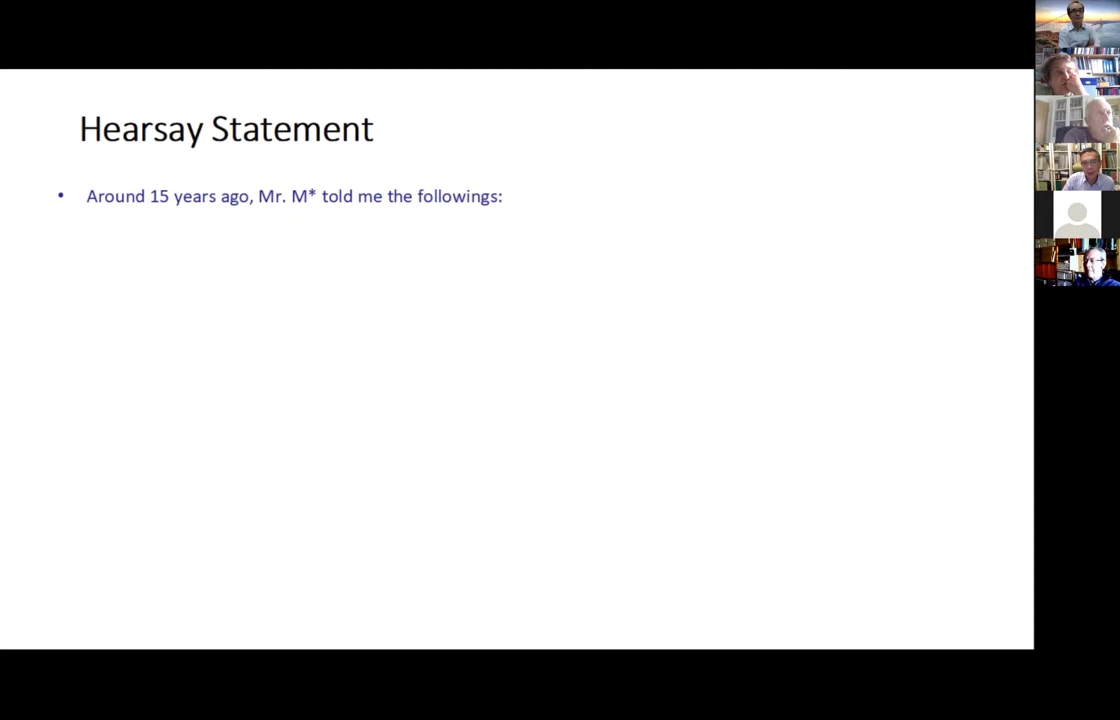 Hearsay Statement
• Around 15 years ago, Mr. M* told me the followings: